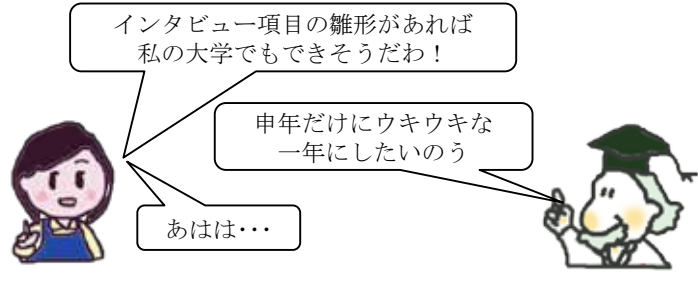 インタビュー項目の雛形があれば
私の大学でもできそうだわ！
申年だけにウキウキな
一年にしたいのう
あはは･･･